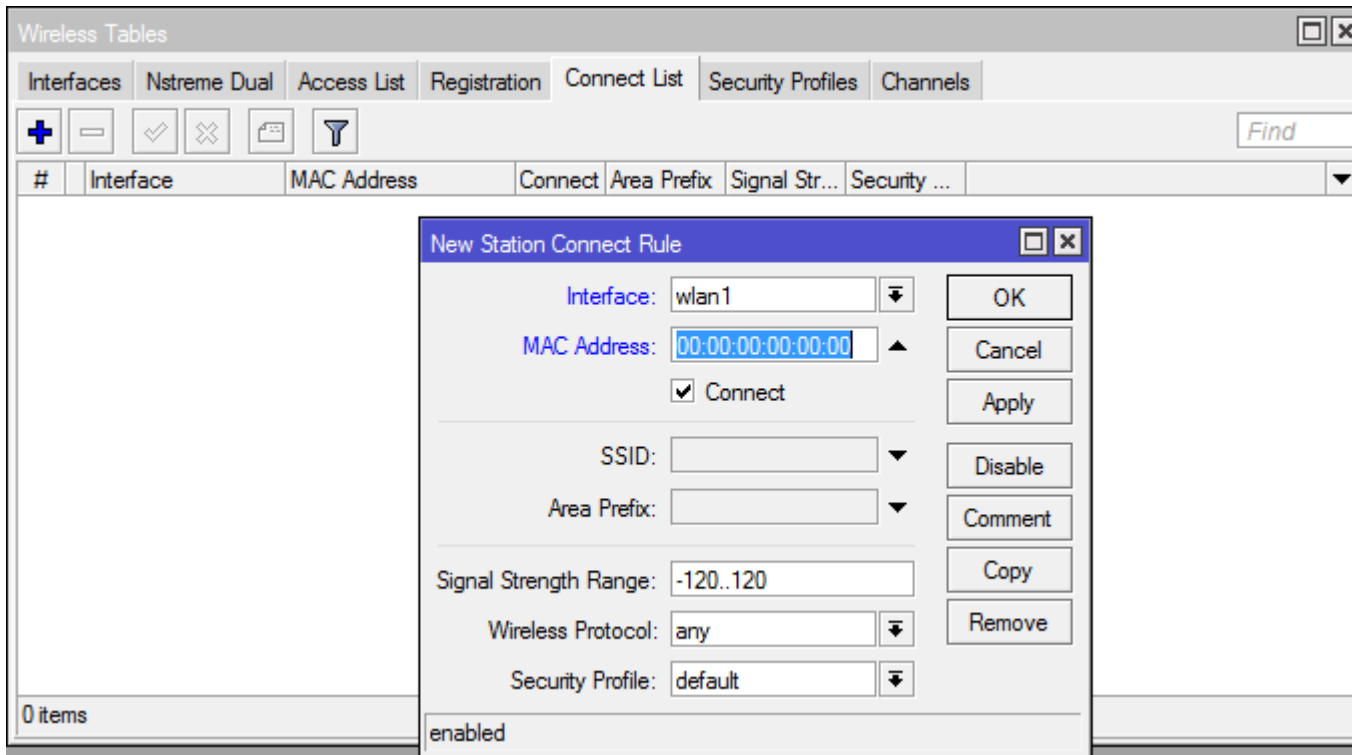 Wireless Tables
Interfaces Nstreme Dual Access List Registration Connect List Security Profiles Channels
Find
# Interface MAC Address Connect Area Prefix Signal Str... Security ...
New Station Connect Rule
Interface: wlan1 OK
MAC Address: 00:00:00:00:00:00 Cancel
Connect Apply
SSID: Disable
Area Prefix: Comment
Signal Strength Range: -120..120 Copy
Wireless Protocol: any Remove
Security Profile: default
0 items
enabled